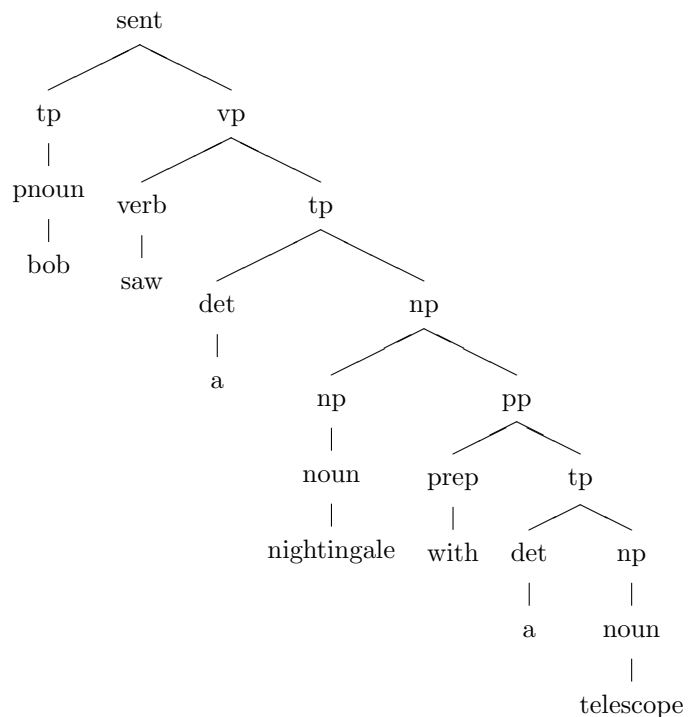 sent
tp vp
pnoun verb tp
bob saw
det np
a np pp
noun prep tp
nightingale with det np
a noun
telescope